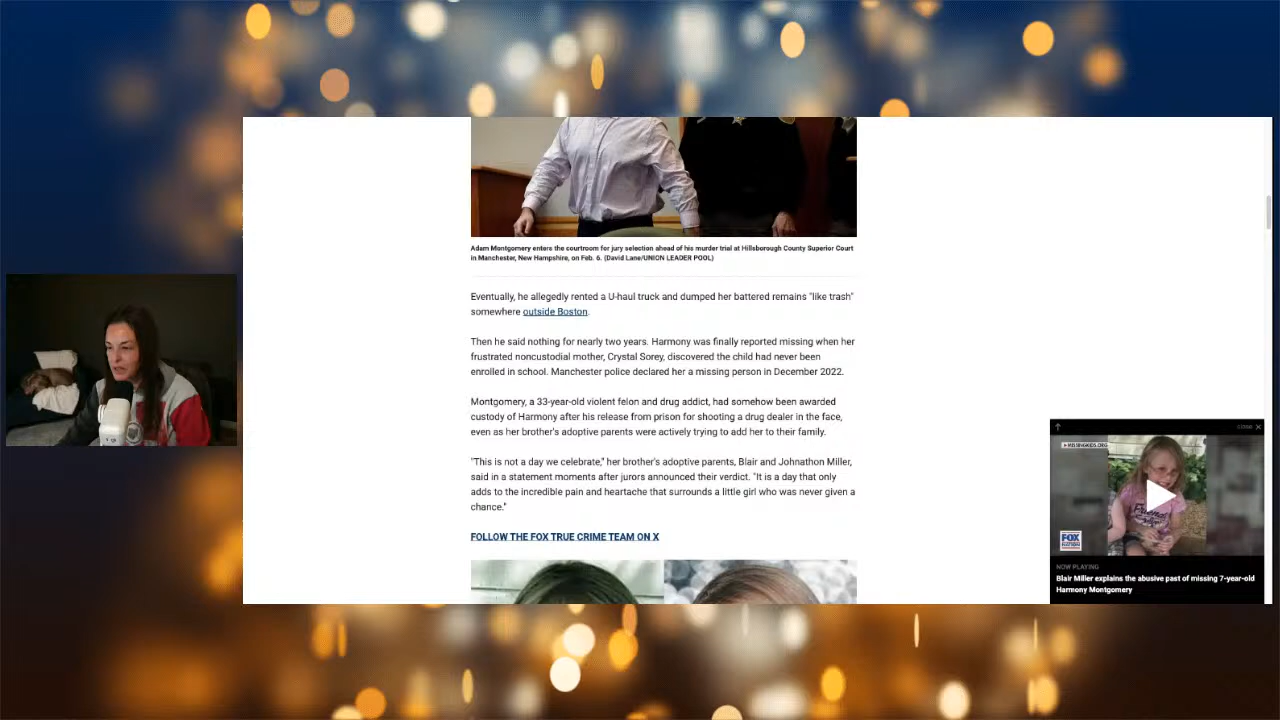 Adam Montgomery enters the courtroom for jury selection ahead of his murder trial at Hillsborough County Superior Court
in Manchester, New Hampshire, on Feb. 6. (David Lane/UNION LEADER POOL)
Eventually, he allegedly rented a U-haul truck and dumped her battered remains "like trash"
somewhere outside Boston.
Then he said nothing for nearly two years. Harmony was finally reported missing when her
frustrated noncustodial mother, Crystal Sorey, discovered the child had never been
enrolled in school. Manchester police declared her a missing person in December 2022.
Montgomery, a 33-year-old violent felon and drug addict, had somehow been awarded
custody of Harmony after his release from prison for shooting a drug dealer in the face,
even as her brother's adoptive parents were actively trying to add her to their family.
"This is not a day we celebrate," her brother's adoptive parents, Blair and Johnathon Miller,
said in a statement moments after jurors announced their verdict. "It is a day that only
adds to the incredible pain and heartache that surrounds a little girl who was never given a
chance."
FOLLOW THE FOX TRUE CRIME TEAM ON X
CLOSE
MISSINGKIDS.ORG
FOX
NOW PLAYING
Blair Miller explains the abusive past of missing 7-year-old
Harmony Montgomery